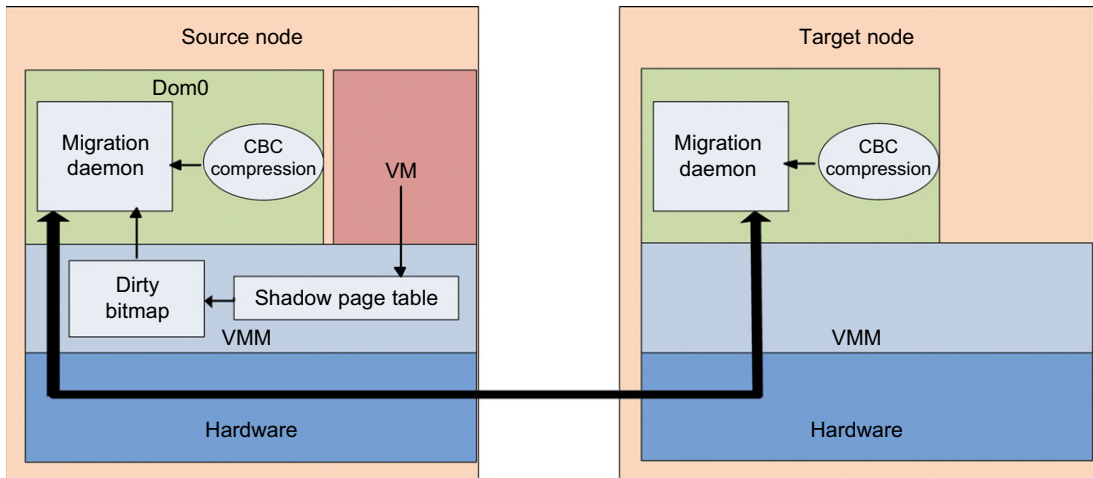 Source node
Dom0
Migration
daemon
CBC
compression
VM
Dirty
bitmap
Shadow page table
VMM
Hardware
Target node
Migration
daemon
CBC
compression
VMM
Hardware